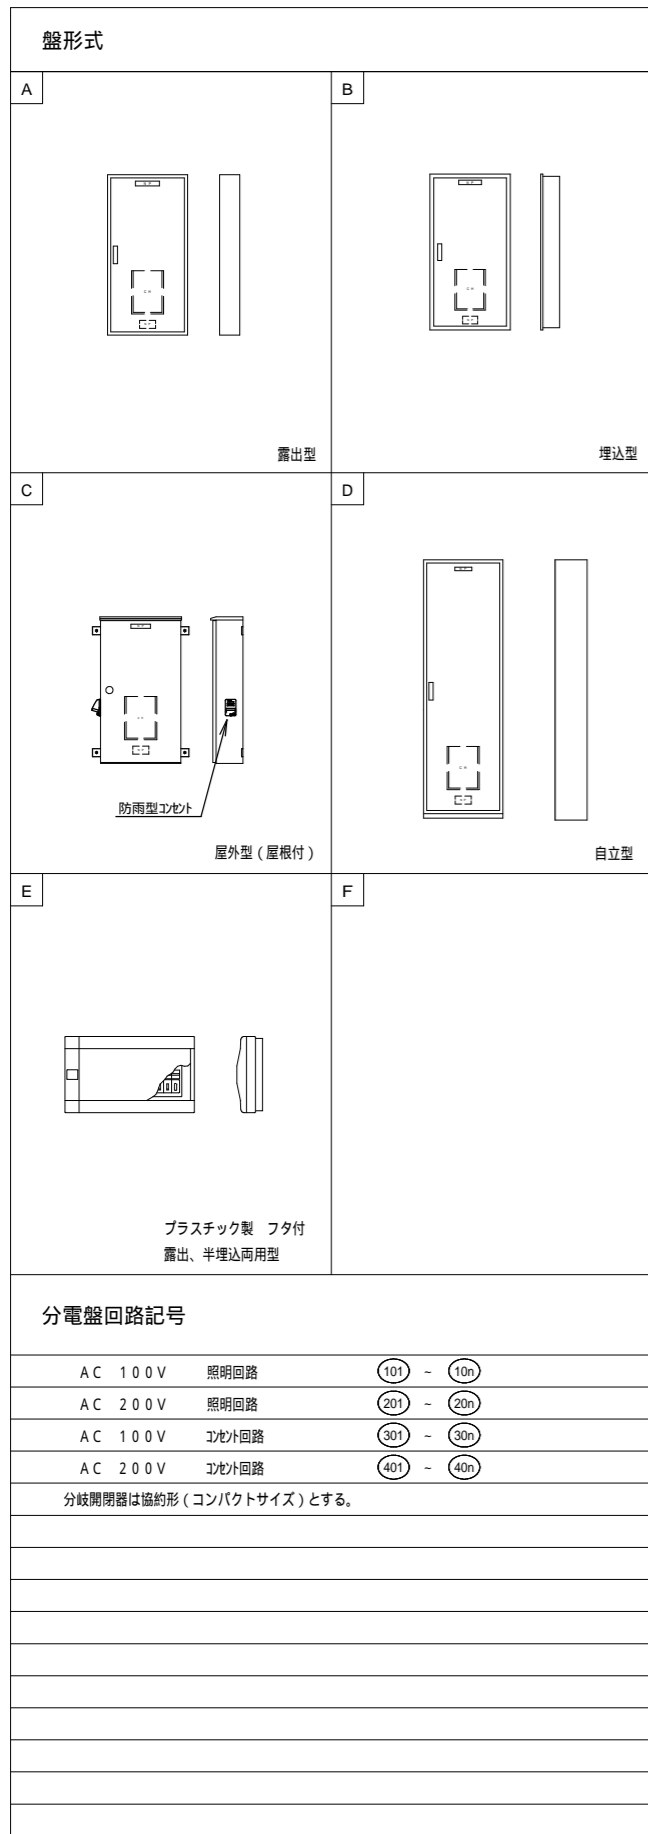 盤形式
A
B
N P
N P
C H
C H
露出型
埋込型
C
D
防雨型ｺﾝｾﾝﾄ
屋外型(屋根付)
自立型
E
F
プラスチック製　フタ付
露出、半埋込両用型
分電盤回路記号
AC 100V 照明回路 101 ~ 10n
AC 200V 照明回路 201 ~ 20n
AC 100V ｺﾝｾﾝﾄ回路 301 ~ 30n
AC 200V ｺﾝｾﾝﾄ回路 401 ~ 40n
分岐開閉器は協約形(コンパクトサイズ)とする。